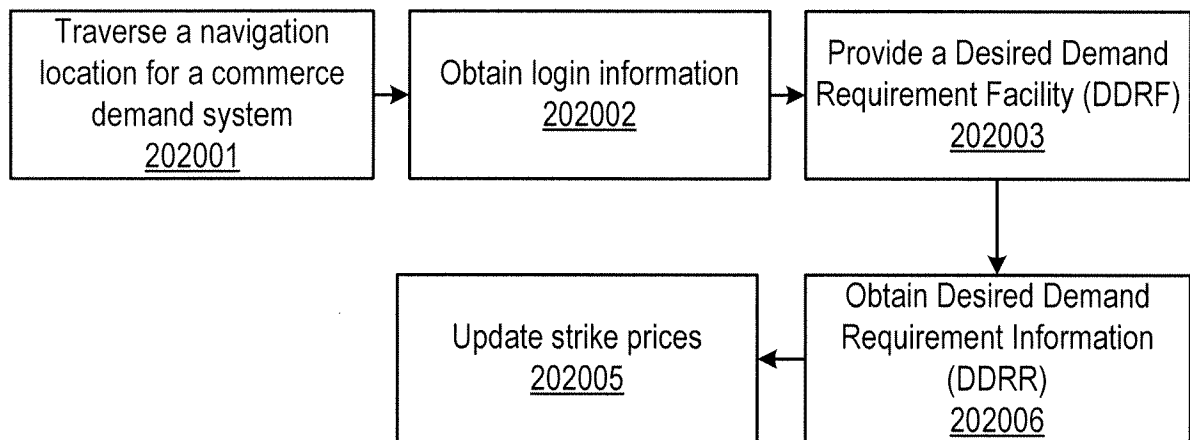 Traverse a navigation
location for a commerce
demand system
202001
Obtain login information
202002
Provide a Desired Demand
Requirement Facility (DDRF)
202003
Obtain Desired Demand
Requirement Information
(DDRR)
202006
Update strike prices
202005